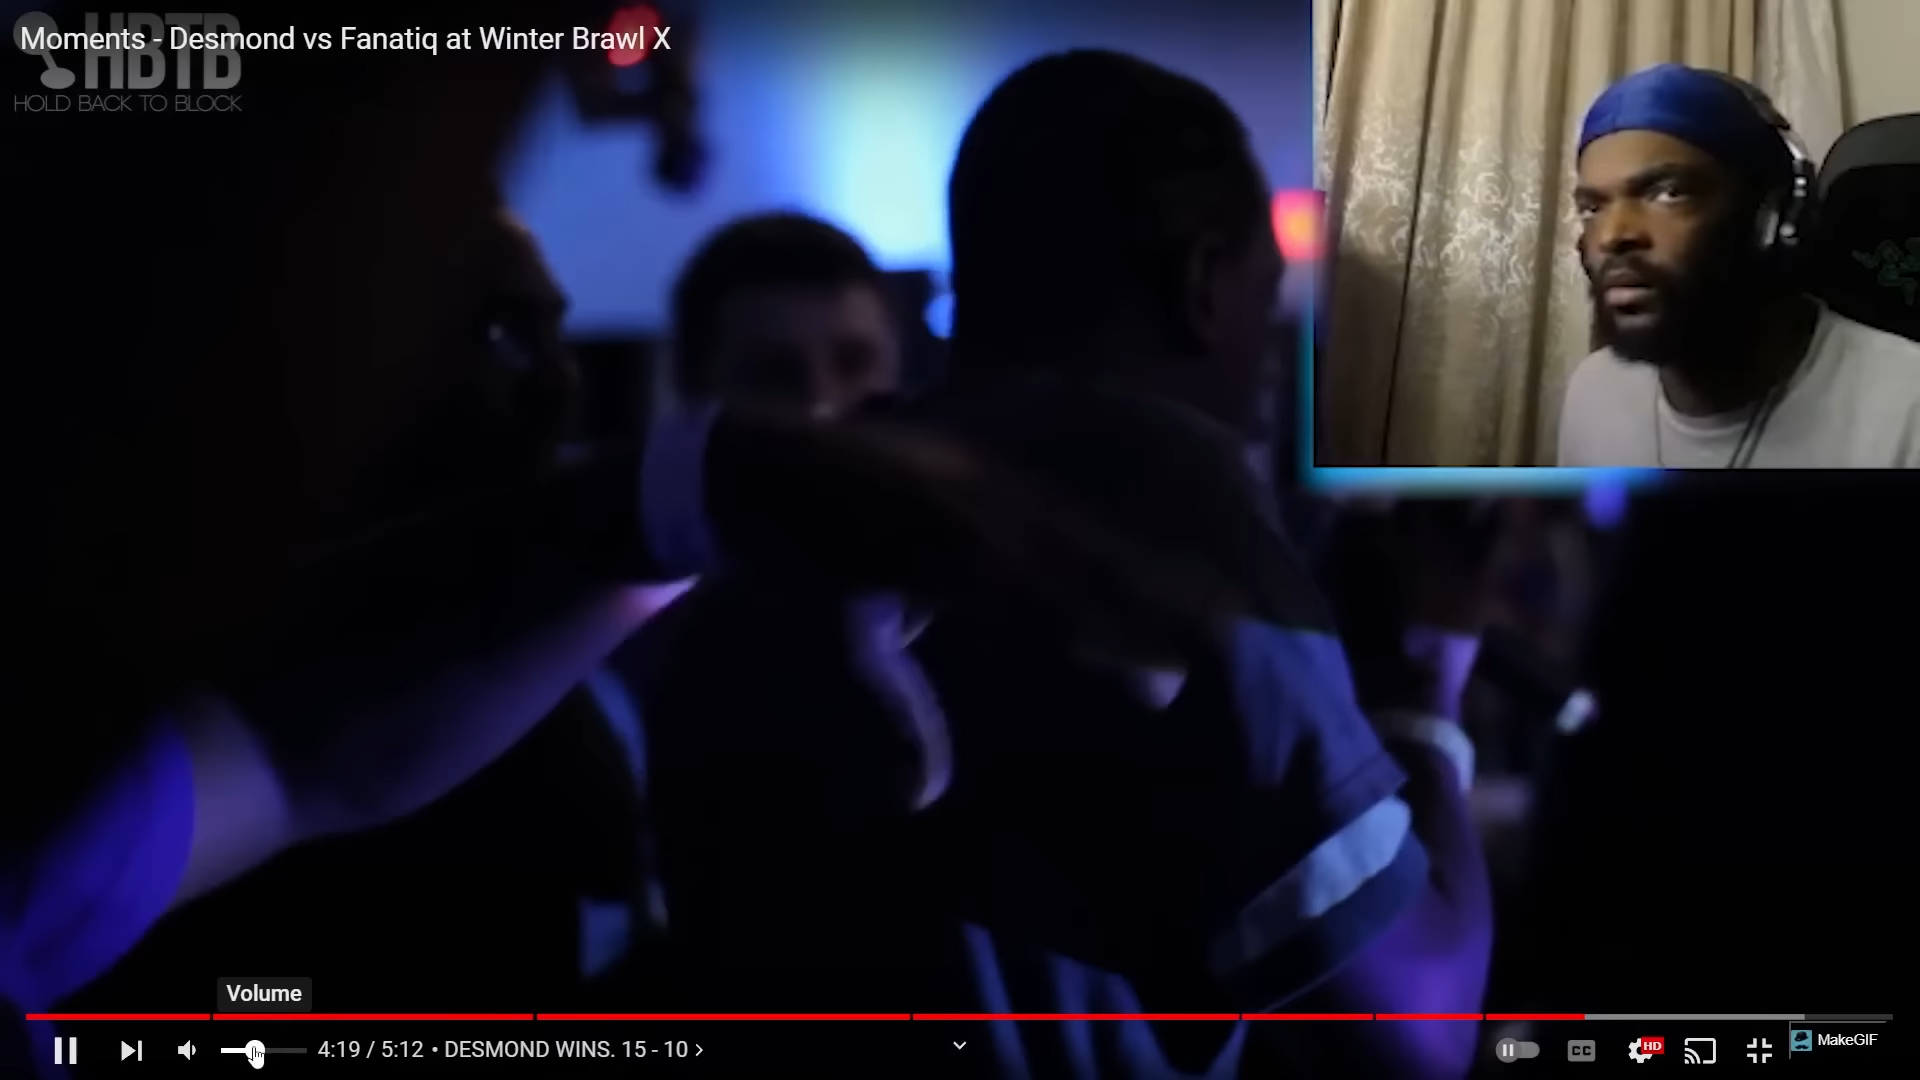 Moments - Desmond vs Fanatiq at Winter Brawl X
HBTB
HOLD BACK TO BLOCK
Volume
4:19 / 5:12 • DESMOND WINS. 15 - 10 >
CC
HD
MakeGIF